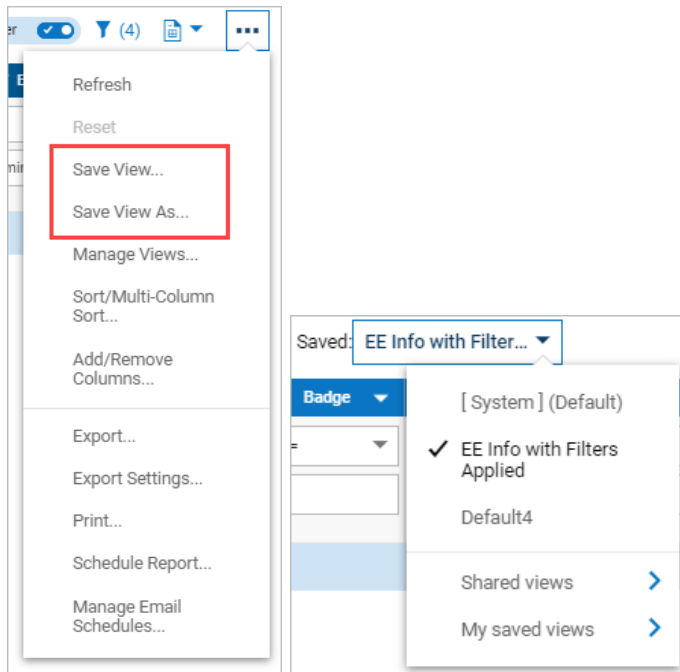 er (4)
Refresh
E
Reset
Save View...
min
Save View As...
Manage Views...
Sort/Multi-Column
Sort...
Add/Remove
Columns...
Export...
Export Settings...
Print...
Schedule Report...
Manage Email
Schedules...
Saved: EE Info with Filter...
Badge
=
[ System ] (Default)
EE Info with Filters
Applied
Default4
Shared views
My saved views